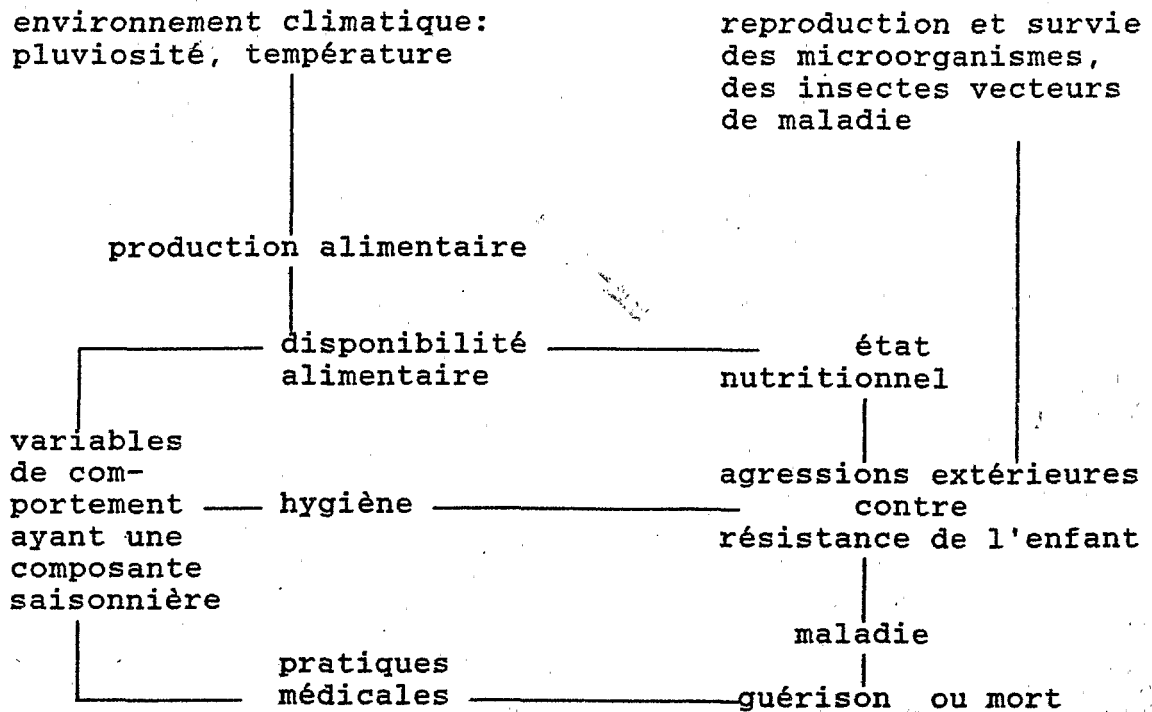 environnement climatique:
pluviosité, température
reproduction et survie
des microorganismes,
des insectes vecteurs
de maladie
production alimentaire
disponibilité
alimentaire
état
nutritionnel
variables
de com-
portement
ayant une
composante
saisonnière
hygiène
agressions extérieures
contre
résistance de l'enfant
maladie
pratiques
médicales
guérison ou mort